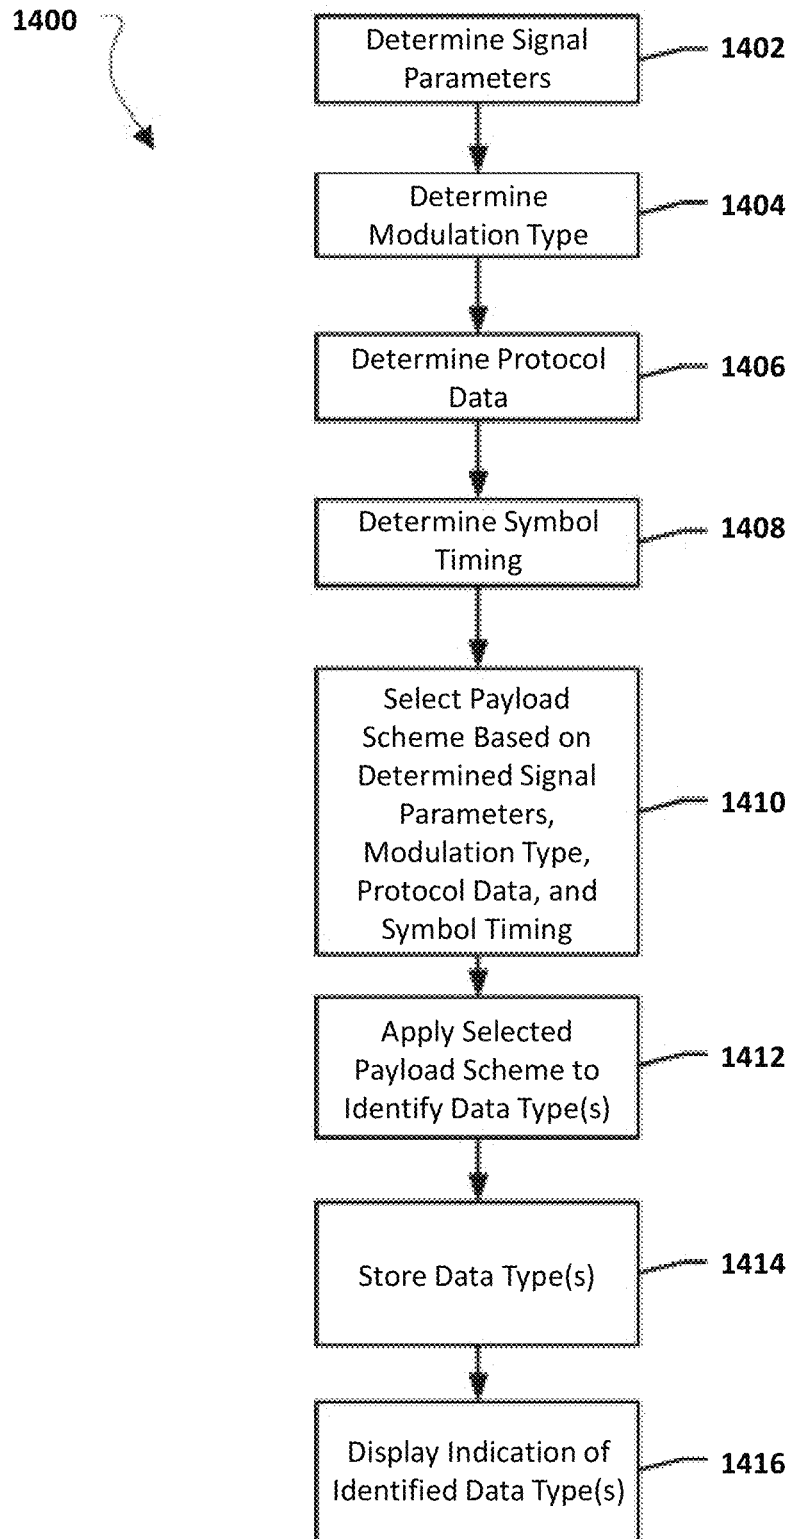 1400
Determine Signal
Parameters
1402
Determine
Modulation Type
1404
Determine Protocol
Data
1406
Determine Symbol
Timing
1408
Select Payload
Scheme Based on
Determined Signal
Parameters,
Modulation Type,
Protocol Data, and
Symbol Timing
1410
Apply Selected
Payload Scheme to
Identify Data Type(s)
1412
Store Data Type(s)
1414
Display Indication of
Identified Data Type(s)
1416